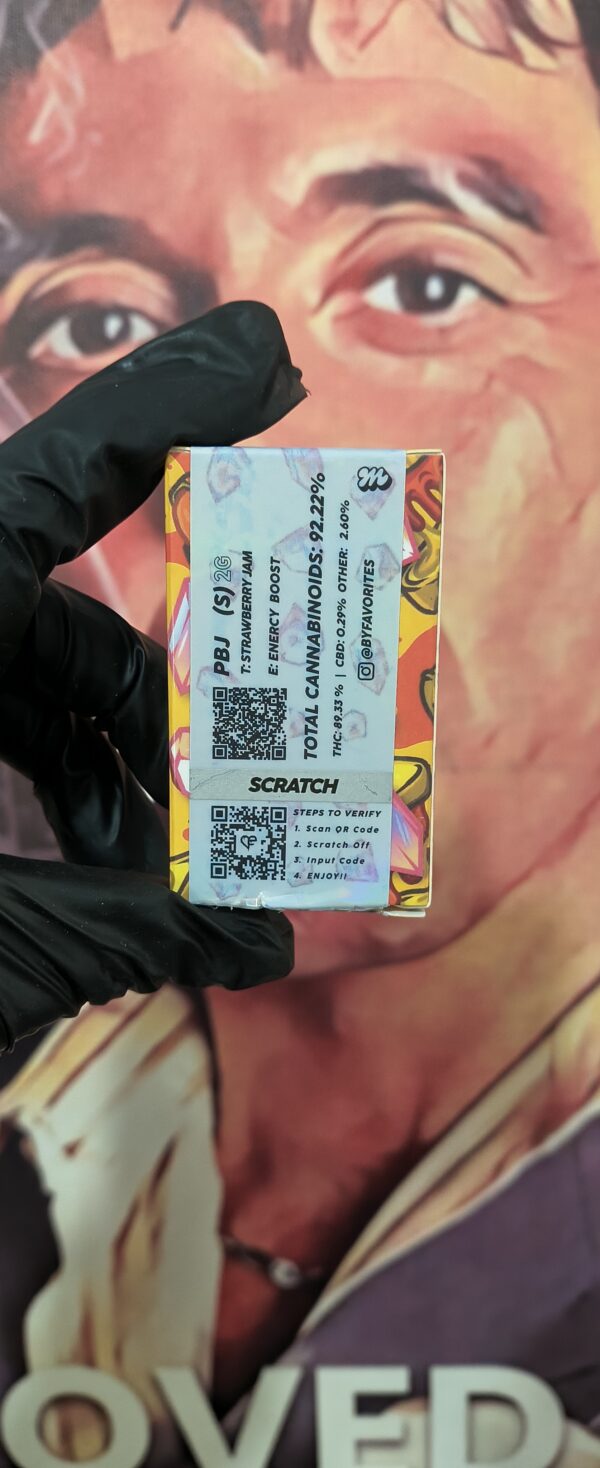 PBJ (S) 2G
T: STRAWBERRY JAM
E: ENERGY BOOST
TOTAL CANNABINOIDS: 92.22%
THC: 89.33 % | CBD: 0.29% OTHER: 2.60%
@BYFAVORITES
SCRATCH
STEPS TO VERIFY
1. Scan QR Code
2. Scratch Off
3. Input Code
4. ENJOY!!
OVED